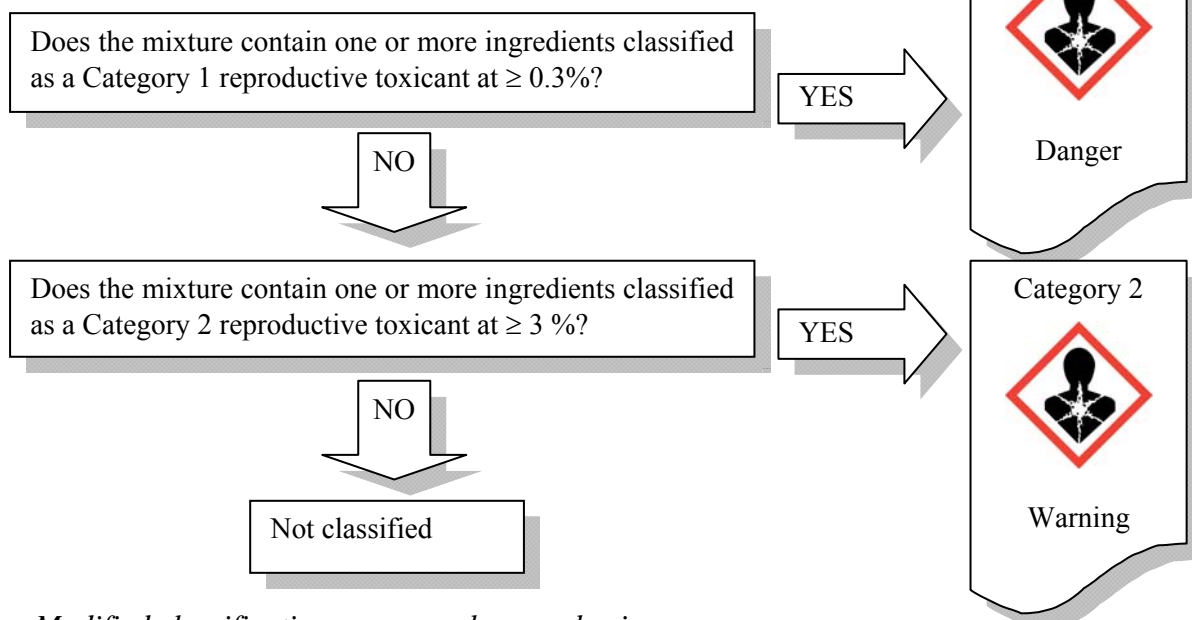 Does the mixture contain one or more ingredients classified
as a Category 1 reproductive toxicant at ≥ 0.3%?
YES
Danger
NO
Does the mixture contain one or more ingredients classified
as a Category 2 reproductive toxicant at ≥ 3 %?
YES
Category 2
Warning
NO
Not classified